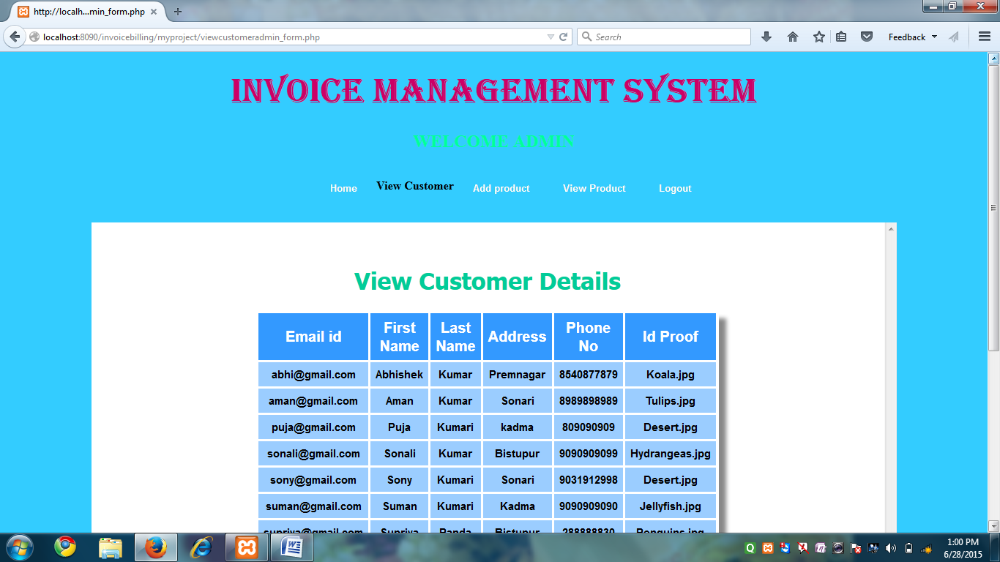 http://localh...min_form.php
localhost:8090/invoicebilling/myproject/viewcustomeradmin_form.php
Search
Feedback
INVOICE MANAGEMENT SYSTEM
WELCOME ADMIN
Home View Customer Add product View Product Logout
View Customer Details
Email id First Name Last Name Address Phone No Id Proof
abhi@gmail.com Abhishek Kumar Premnagar 8540877879 Koala.jpg
aman@gmail.com Aman Kumar Sonari 8989898989 Tulips.jpg
puja@gmail.com Puja Kumari kadma 809090909 Desert.jpg
sonali@gmail.com Sonali Kumar Bistupur 9090909099 Hydrangeas.jpg
sony@gmail.com Sony Kumari Sonari 9031912998 Desert.jpg
suman@gmail.com Suman Kumari Kadma 9090909090 Jellyfish.jpg
supriya@gmail.com Supriya Panda Bistupur Penguins.jpg
1:00 PM
6/28/2015